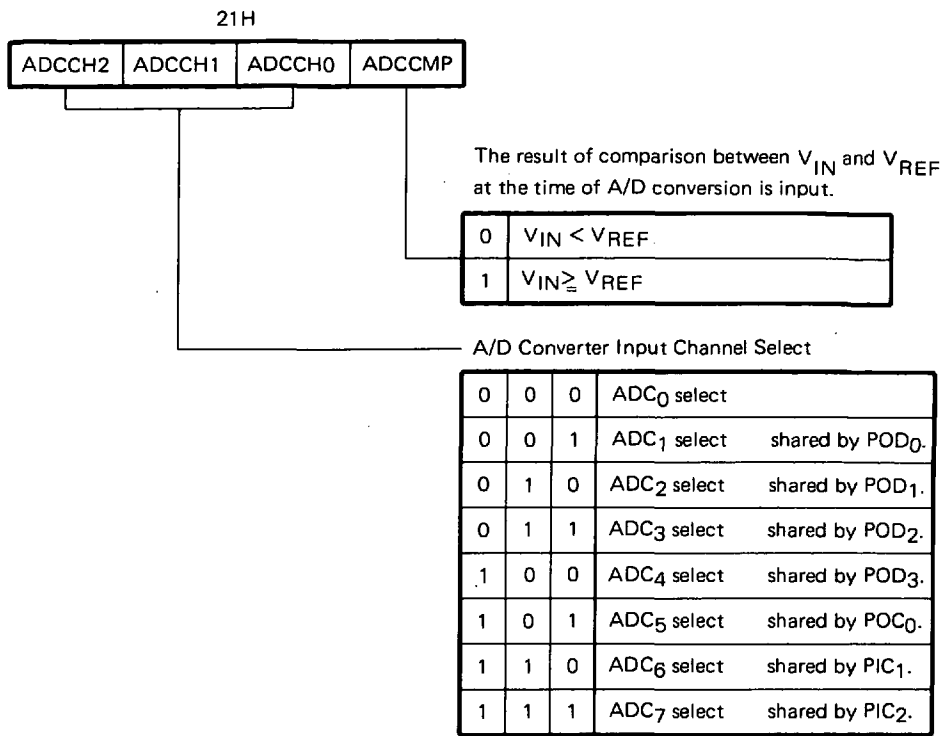 21H
ADCCH2 ADCCH1 ADCCH0 ADCCMP
The result of comparison between VIN and VREF
at the time of A/D conversion is input.
0 VIN < VREF
1 VIN ≧ VREF
A/D Converter Input Channel Select
0 0 0 ADC0 select
0 0 1 ADC1 select shared by POD0.
0 1 0 ADC2 select shared by POD1.
0 1 1 ADC3 select shared by POD2.
1 0 0 ADC4 select shared by POD3.
1 0 1 ADC5 select shared by POC0.
1 1 0 ADC6 select shared by PIC1.
1 1 1 ADC7 select shared by PIC2.